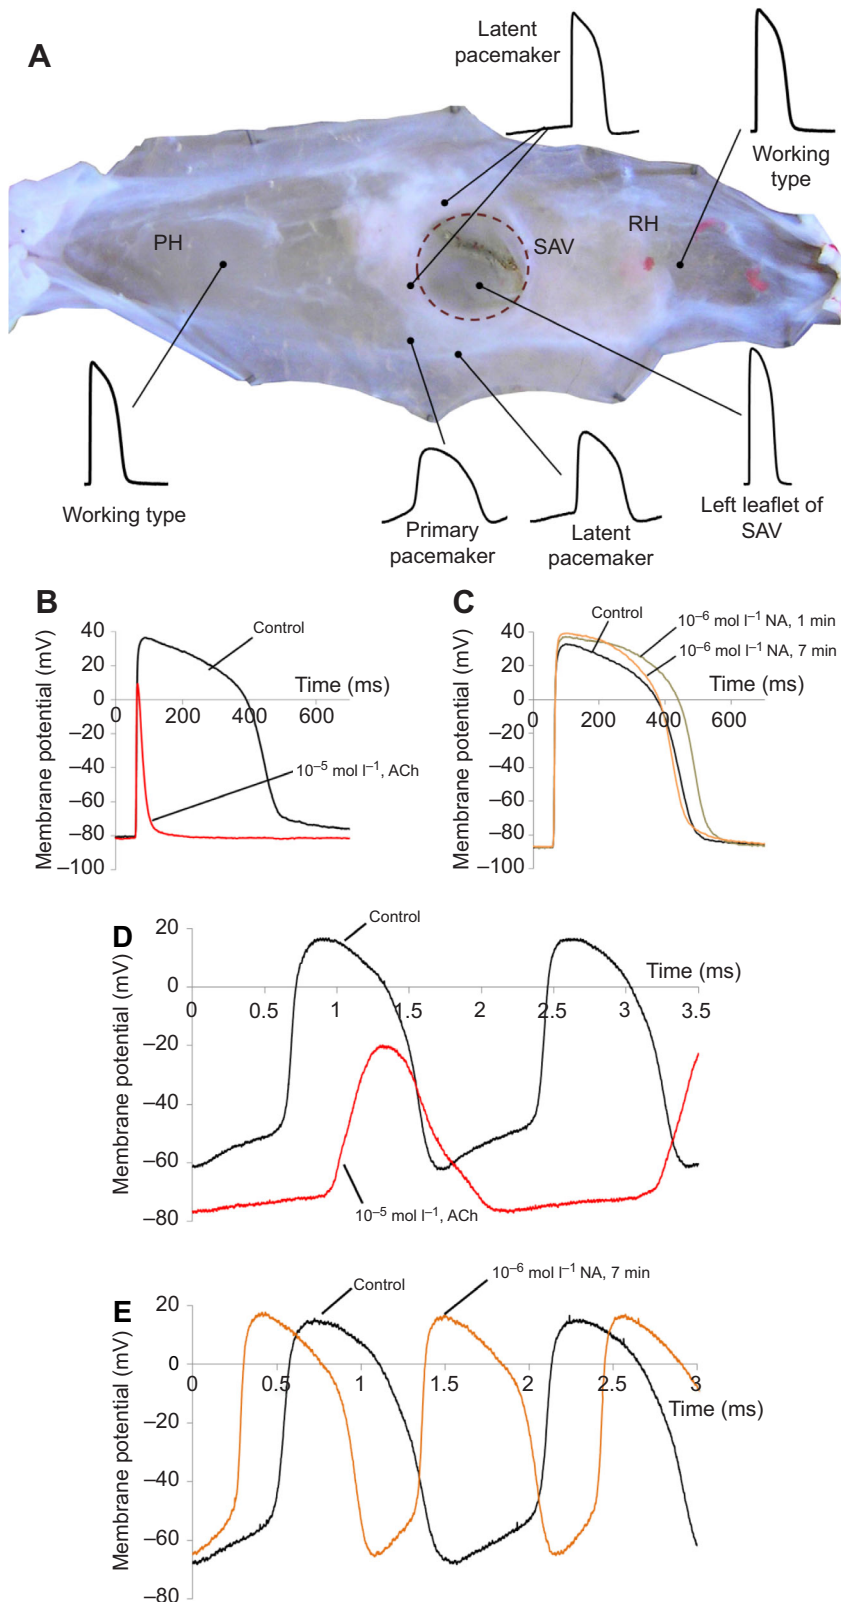 A
Latent
pacemaker
Working
type
PH
SAV
RH
Working type
Primary
pacemaker
Latent
pacemaker
Left leaflet of
SAV
B
Membrane potential (mV)
40
20
0
–20
–40
–60
–80
–100
Control
Time (ms)
0 200 400 600
10⁻⁵ mol l⁻¹, ACh
C
Membrane potential (mV)
40
20
0
–20
–40
–60
–80
–100
Control
10⁻⁶ mol l⁻¹ NA, 1 min
10⁻⁶ mol l⁻¹ NA, 7 min
Time (ms)
0 200 400 600
D
Membrane potential (mV)
20
0
–20
–40
–60
–80
Control
Time (ms)
0 0.5 1 1.5 2 2.5 3 3.5
10⁻⁵ mol l⁻¹, ACh
E
Membrane potential (mV)
20
0
–20
–40
–60
–80
Control
10⁻⁶ mol l⁻¹ NA, 7 min
0 0.5 1 1.5 2 2.5 3
Time (ms)